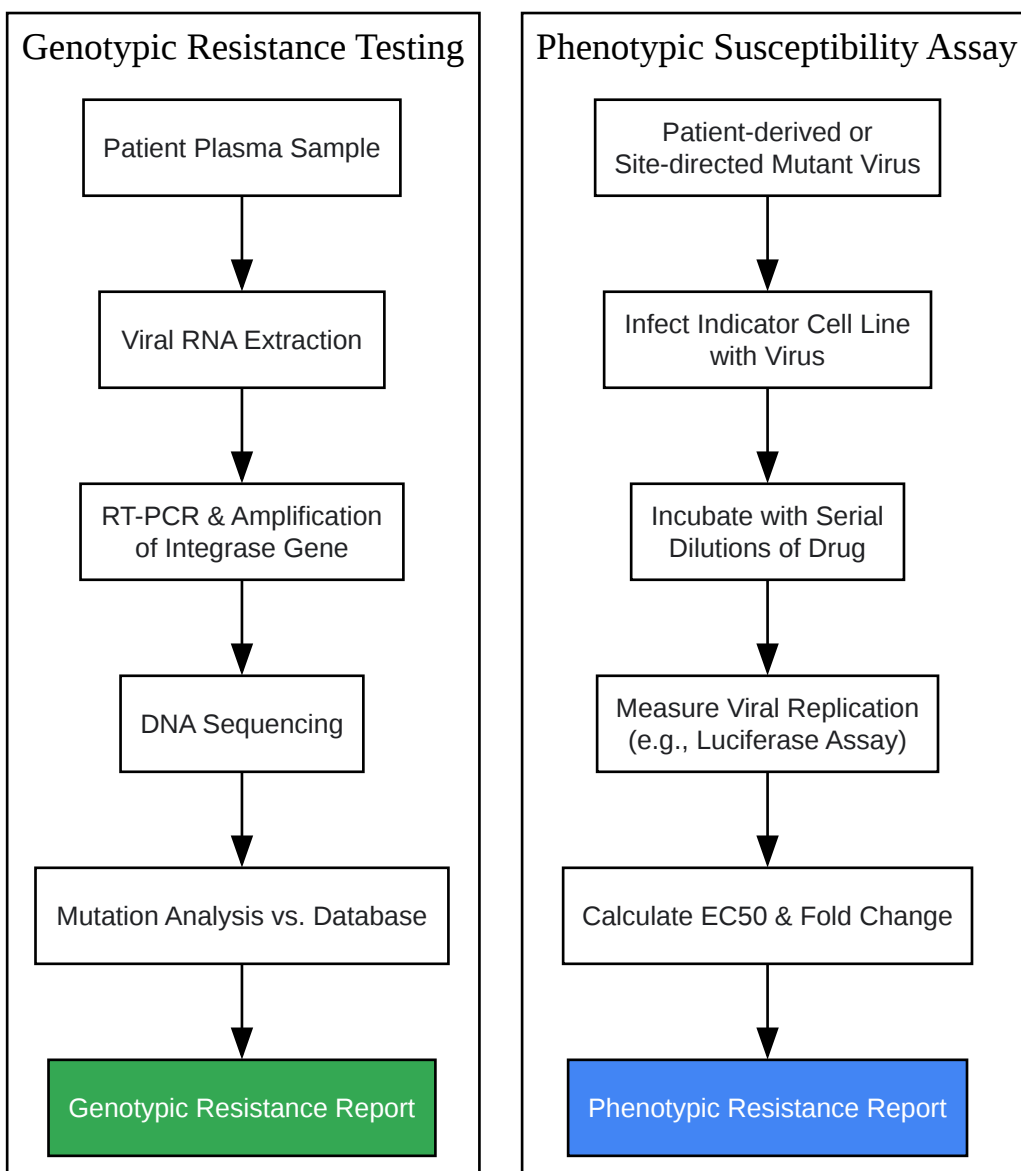 Genotypic Resistance Testing
Patient Plasma Sample
Viral RNA Extraction
RT-PCR & Amplification
of Integrase Gene
DNA Sequencing
Mutation Analysis vs. Database
Genotypic Resistance Report
Phenotypic Susceptibility Assay
Patient-derived or
Site-directed Mutant Virus
Infect Indicator Cell Line
with Virus
Incubate with Serial
Dilutions of Drug
Measure Viral Replication
(e.g., Luciferase Assay)
Calculate EC50 & Fold Change
Phenotypic Resistance Report